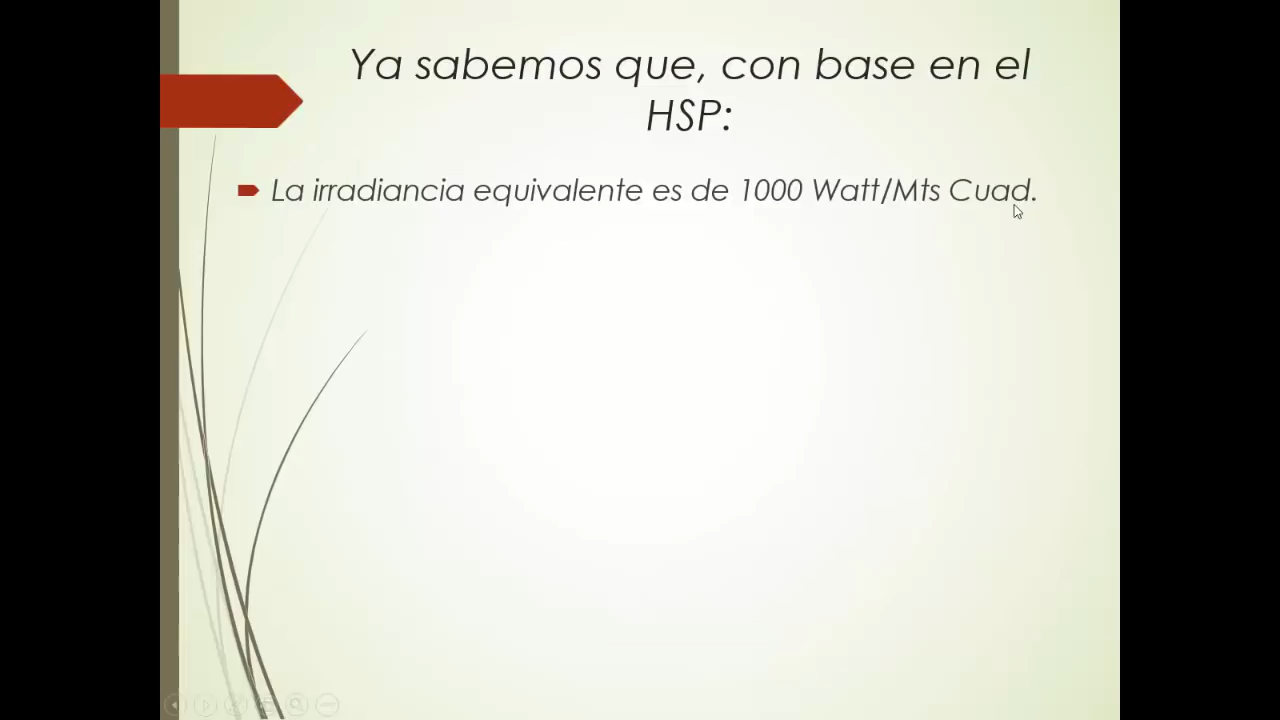 Ya sabemos que, con base en el
HSP:
La irradiancia equivalente es de 1000 Watt/Mts Cuad.